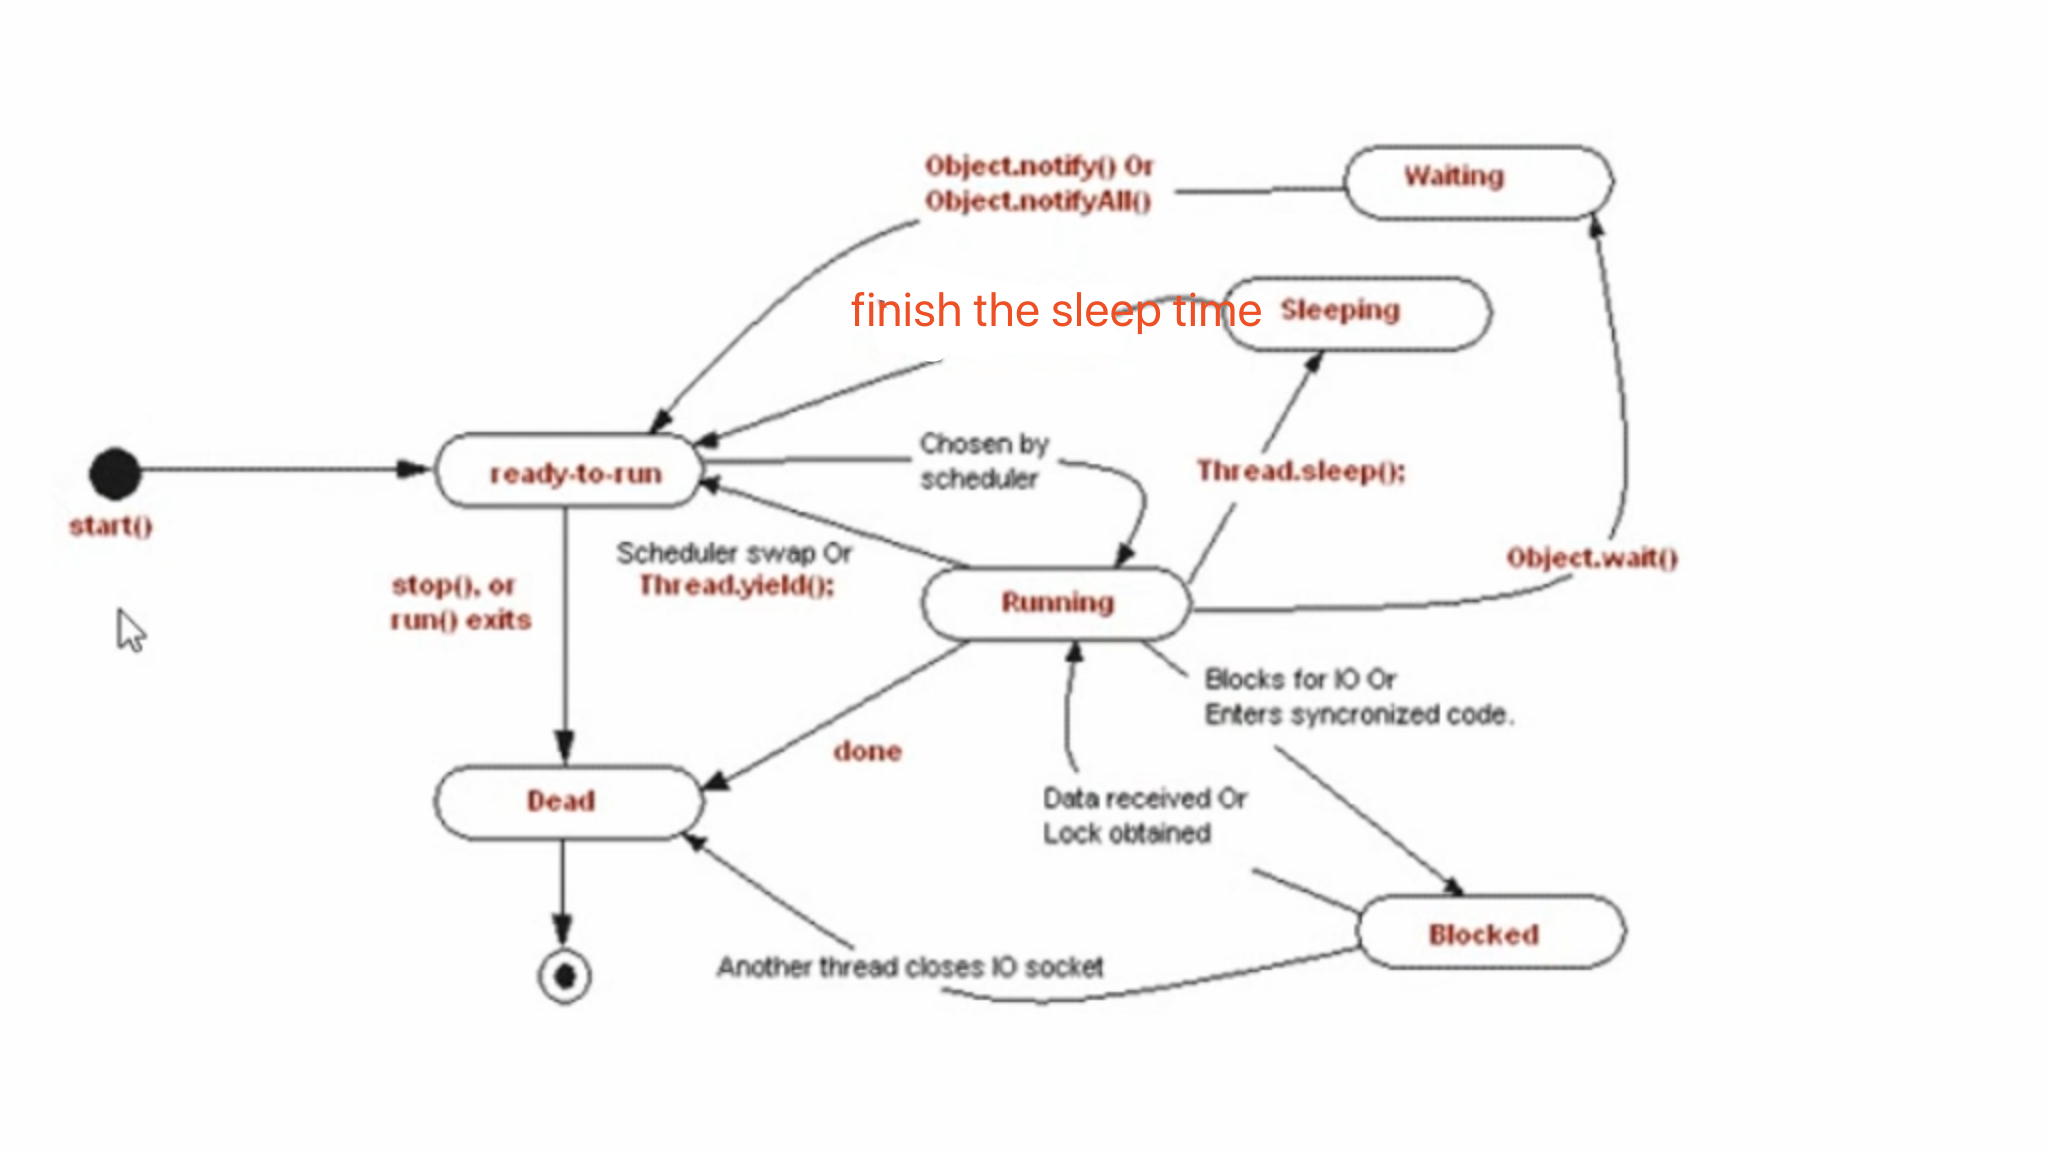 Object.notify() Or
Object.notifyAll()
Waiting
finish the sleep time
Sleeping
Chosen by
scheduler
ready-to-run
Thread.sleep();
start()
Scheduler swap Or
Thread.yield();
Object.wait()
stop(), or
run() exits
Running
Blocks for IO Or
Enters syncronized code.
done
Dead
Data received Or
Lock obtained
Blocked
Another thread closes IO socket